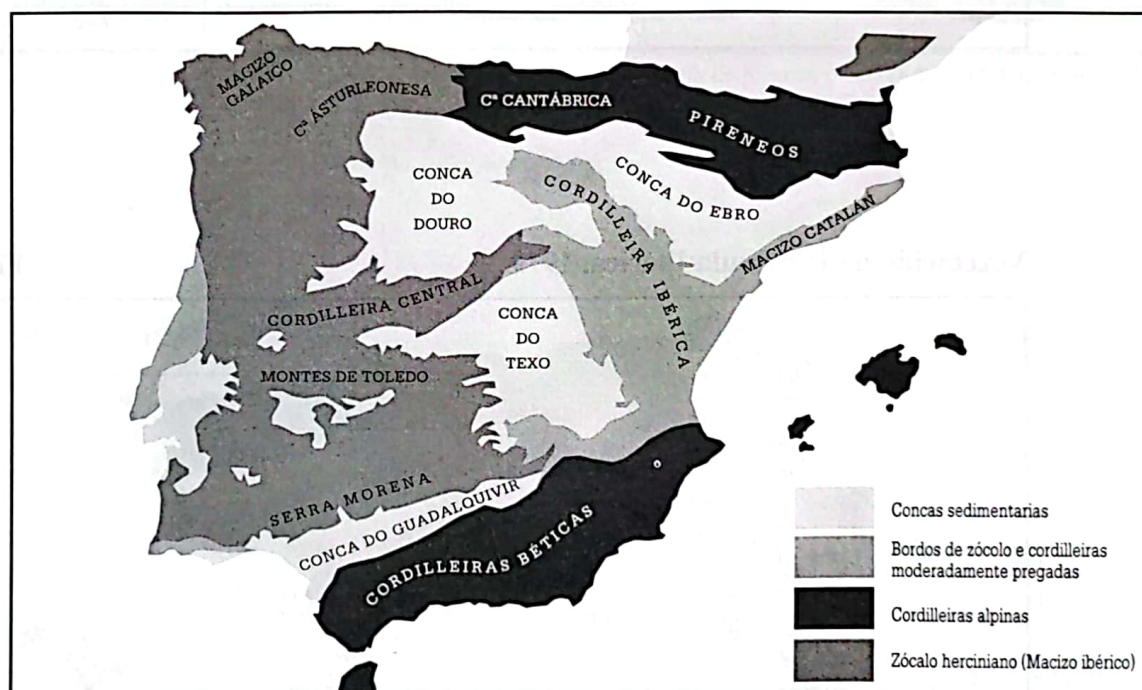 MACIZO
GALAICO
Cª ÁSTURLEONESA
Cª CANTÁBRICA
PIRENEOS
CONCA
DO
DOURO
CORDILLEIRA IBÉRICA
CONCA DO EBRO
MACIZO CATALÁN
CORDILLEIRA CENTRAL
CONCA
DO
TEXO
MONTES DE TOLEDO
SERRA MORENA
CONCA DO GUADALQUIVIR
CORDILLEIRAS BÉTICAS
Concas sedimentarias
Bordos de zócolo e cordilleiras
moderadamente pregadas
Cordilleiras alpinas
Zócalo herciniano (Macizo ibérico)